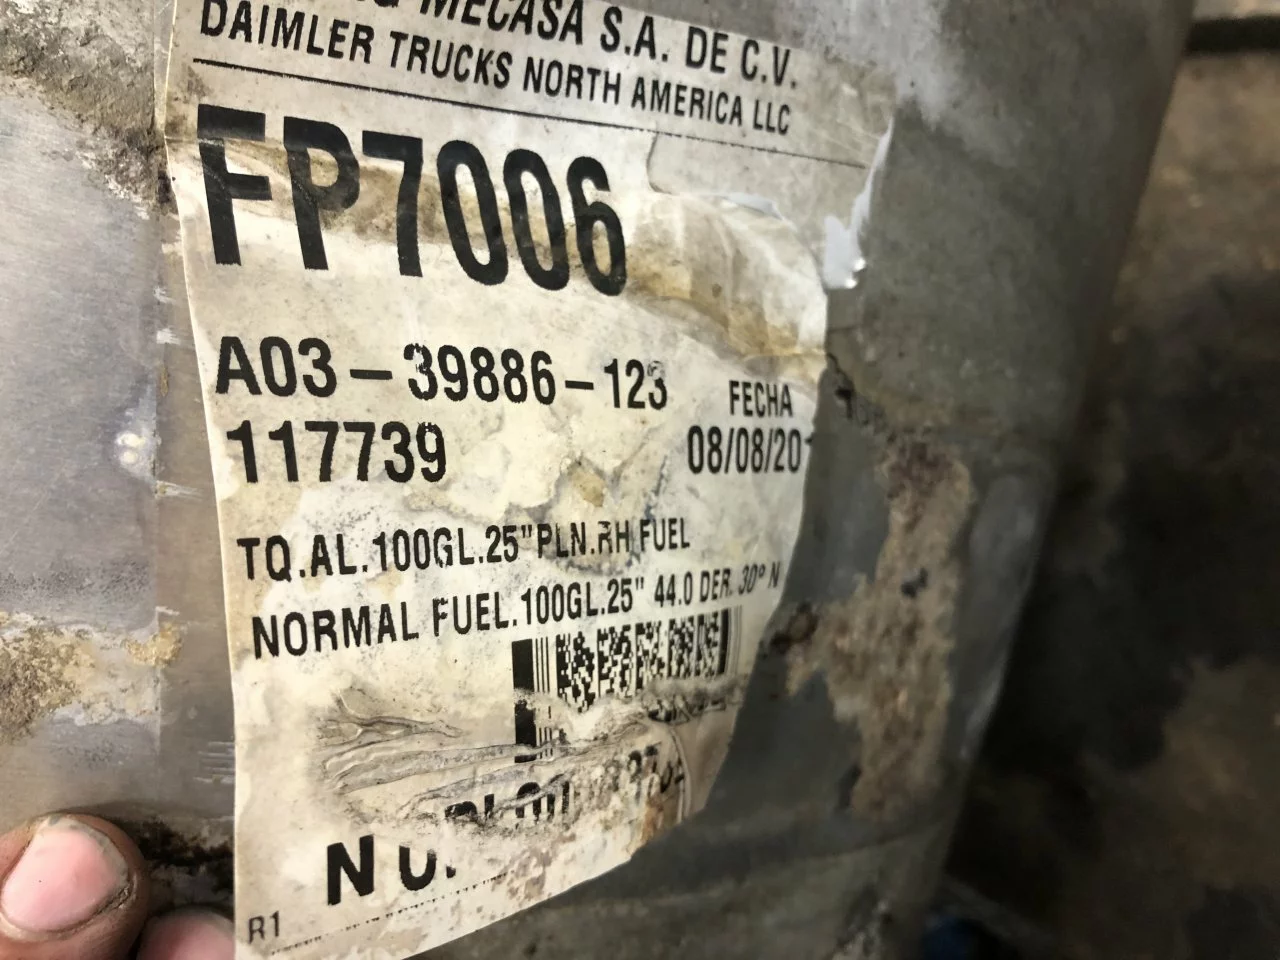 MECASA S.A. DE C.V.
DAIMLER TRUCKS NORTH AMERICA LLC
FP7006
A03-39886-123
FECHA
117739
08/08/201
TQ.AL.100GL.25"PLN.RH FUEL
NORMAL FUEL.100GL.25" 44.0 DER. 30° N
R1